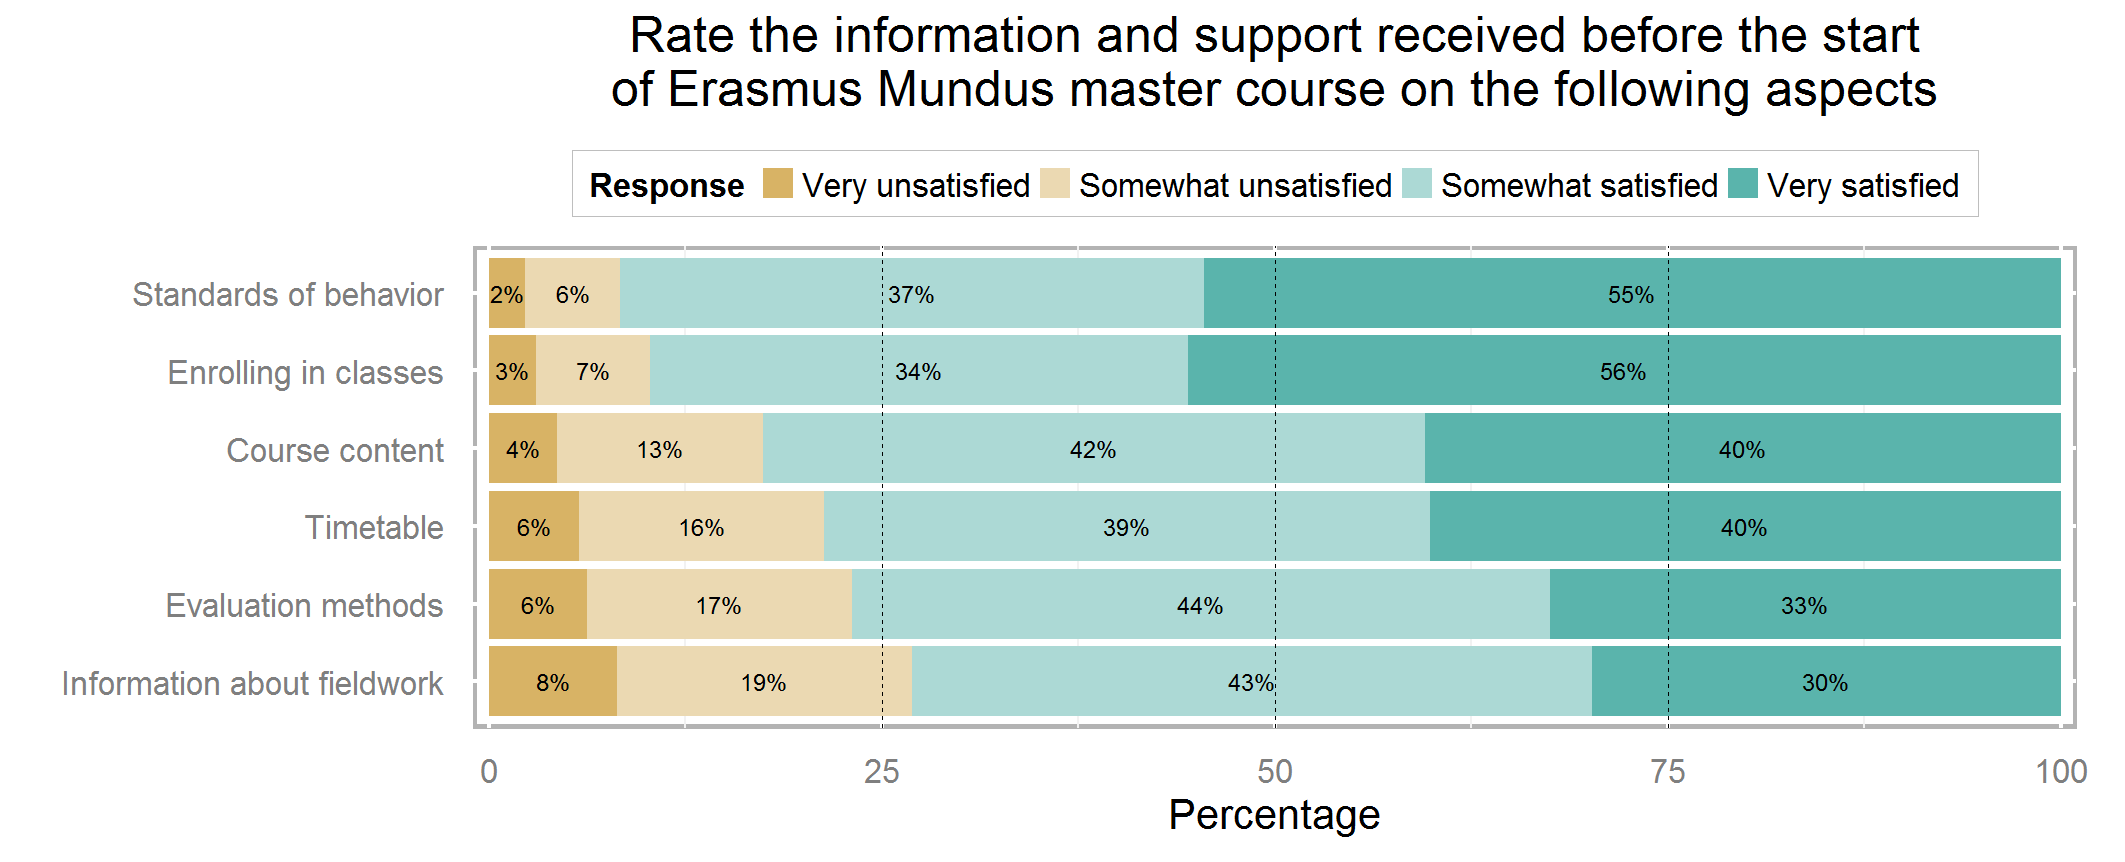 Rate the information and support received before the start
of Erasmus Mundus master course on the following aspects
Response Very unsatisfied Somewhat unsatisfied Somewhat satisfied Very satisfied
Standards of behavior 2% 6% 37% 55%
Enrolling in classes 3% 7% 34% 56%
Course content 4% 13% 42% 40%
Timetable 6% 16% 39% 40%
Evaluation methods 6% 17% 44% 33%
Information about fieldwork 8% 19% 43% 30%
0 25 50 75 100
Percentage